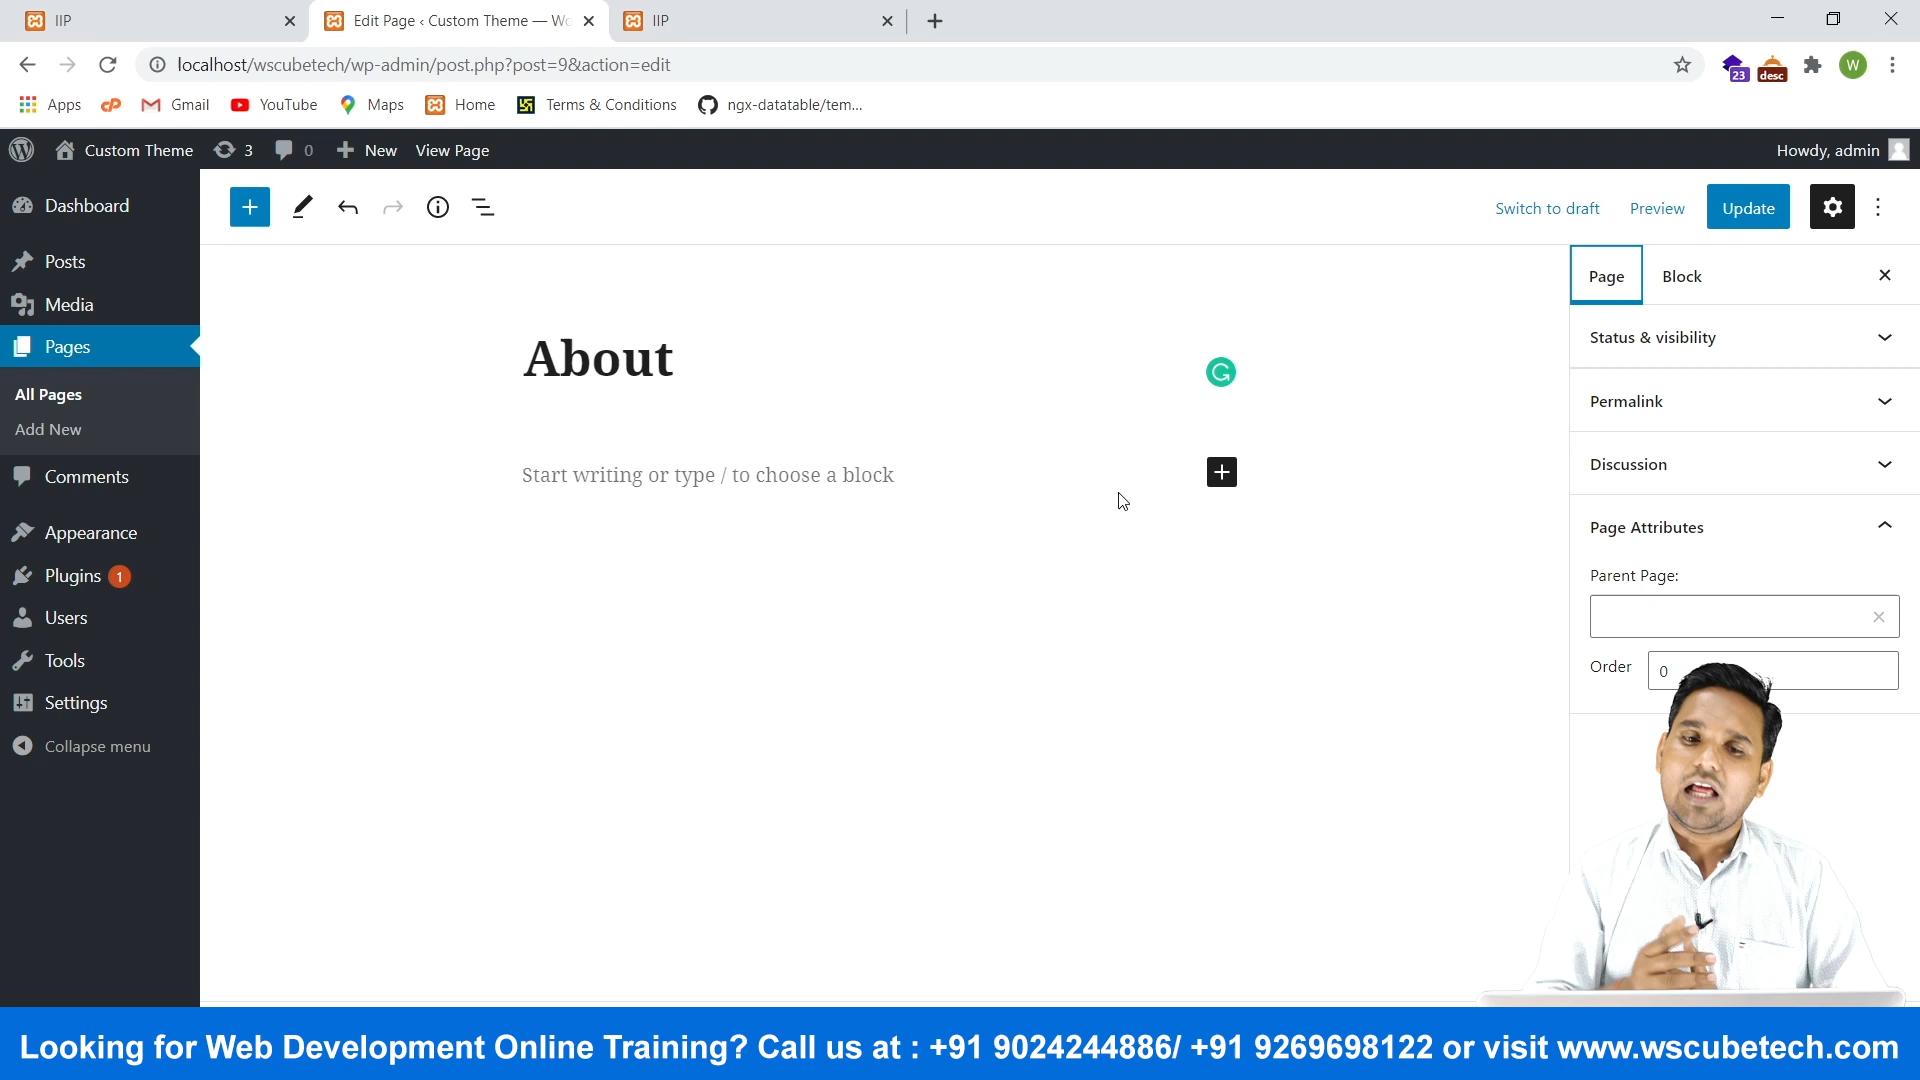 IIP
Edit Page ‹ Custom Theme — Wo
IIP
localhost/wscubetech/wp-admin/post.php?post=9&action=edit
23
desc
W
Apps
Gmail
YouTube
Maps
Home
Terms & Conditions
ngx-datatable/tem...
Custom Theme
3
0
New
View Page
Howdy, admin
Dashboard
Posts
Media
Pages
All Pages
Add New
Comments
Appearance
Plugins 1
Users
Tools
Settings
Collapse menu
Switch to draft
Preview
Update
About
Start writing or type / to choose a block
Page
Block
Status & visibility
Permalink
Discussion
Page Attributes
Parent Page:
Order 0
Looking for Web Development Online Training? Call us at : +91 9024244886/ +91 9269698122 or visit www.wscubetech.com